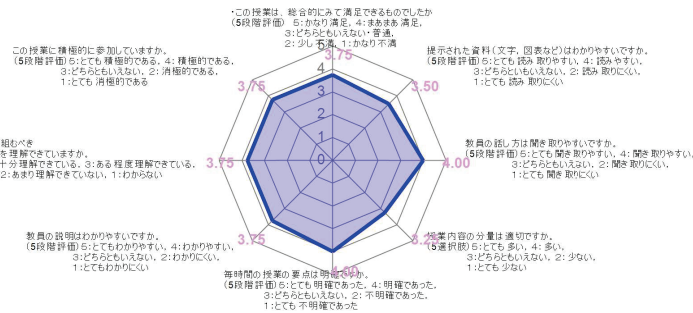 ・この授業は、総合的にみて満足できるものでしたか
(5段階評価) 5:かなり満足, 4:まあまあ満足,
3:どちらともいえない・普通,
2:少し不満, 1:かなり不満
提示された資料(文字, 図表など)はわかりやすいですか。
(5段階評価)5:とても読み取りやすい, 4:読みやすい,
3:どちらといもいえない, 2:読み取りにくい,
1:とても読み取りにくい
教員の話し方は聞き取りやすいですか。
(5段階評価)5:とても聞き取りやすい, 4:聞き取りやすい,
3:どちらともいえない, 2:聞き取りにくい,
1:とても聞き取りにくい
授業内容の分量は適切ですか。
(5選択肢)5:とても多い, 4:多い,
3:どちらともいえない, 2:少ない,
1:とても少ない
毎時間の授業の要点は明確ですか。
(5段階評価)5:とても明確であった, 4:明確であった,
3:どちらともいえない, 2:不明確であった,
1:とても不明確であった
教員の説明はわかりやすいですか。
(5段階評価)5:とてもわかりやすい, 4:わかりやすい,
3:どちらともいえない, 2:わかりにくい,
1:とてもわかりにくい
組むべき
を理解できていますか。
十分理解できている, 3:ある程度理解できている,
2:あまり理解できていない, 1:わからない
この授業に積極的に参加していますか。
(5段階評価)5:とても積極的である, 4:積極的である,
3:どちらともいえない, 2:消極的である,
1:とても消極的である
5
4
3
2
1
0
3.75
3.50
4.00
3.25
4.00
3.75
3.75
3.75